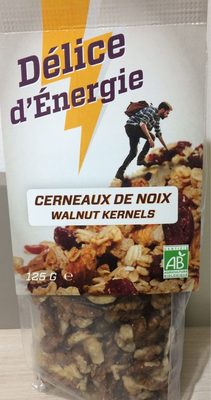 Délice
d'Énergie
CERNEAUX DE NOIX
WALNUT KERNELS
125 G e
AB